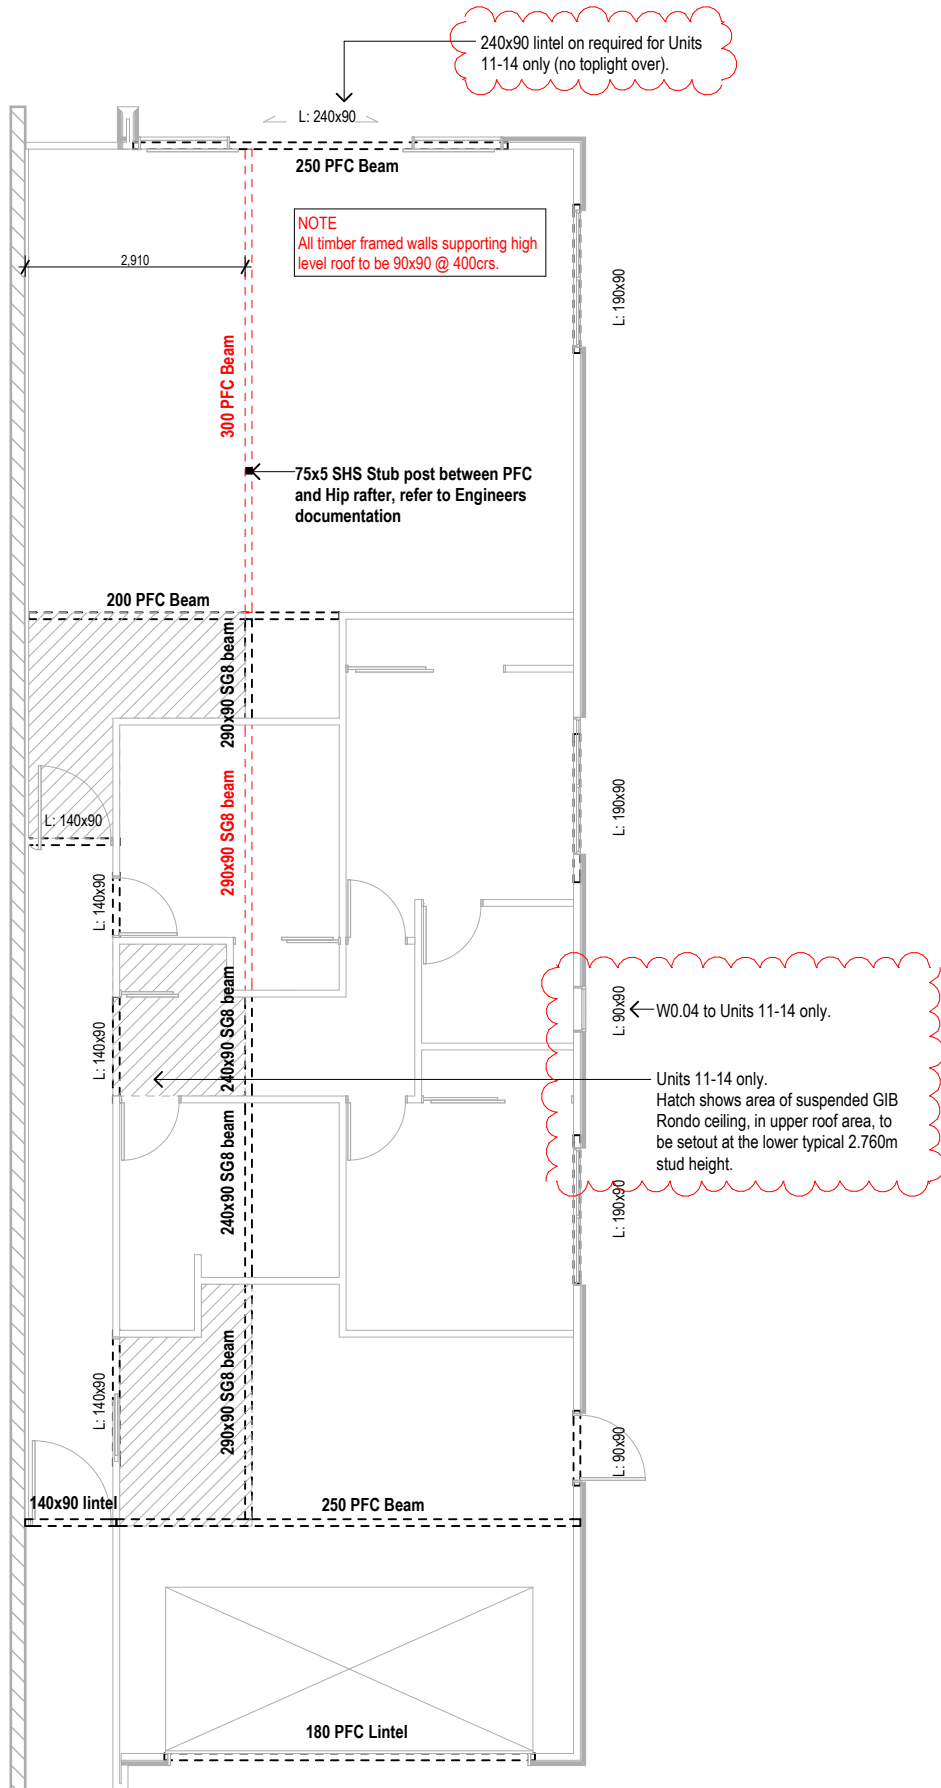 240x90 lintel on required for Units
11-14 only (no toplight over).
L: 240x90
250 PFC Beam
NOTE
All timber framed walls supporting high
level roof to be 90x90 @ 400crs.
2,910
L: 190x90
300 PFC Beam
75x5 SHS Stub post between PFC
and Hip rafter, refer to Engineers
documentation
200 PFC Beam
290x90 SG8 beam
L: 140x90
290x90 SG8 beam
L: 190x90
L: 140x90
L: 140x90
240x90 SG8 beam
L: 90x90
W0.04 to Units 11-14 only.
Units 11-14 only.
Hatch shows area of suspended GIB
Rondo ceiling, in upper roof area, to
be setout at the lower typical 2.760m
stud height.
240x90 SG8 beam
L: 190x90
L: 140x90
290x90 SG8 beam
L: 90x90
140x90 lintel
250 PFC Beam
180 PFC Lintel